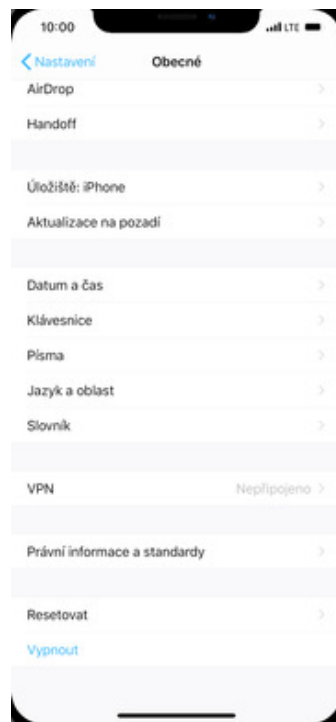 10:00
LTE
Nastavení
Obecné
AirDrop
Handoff
Úložiště: iPhone
Aktualizace na pozadí
Datum a čas
Klávesnice
Písma
Jazyk a oblast
Slovník
VPN Nepřipojeno
Právní informace a standardy
Resetovat
Vypnout